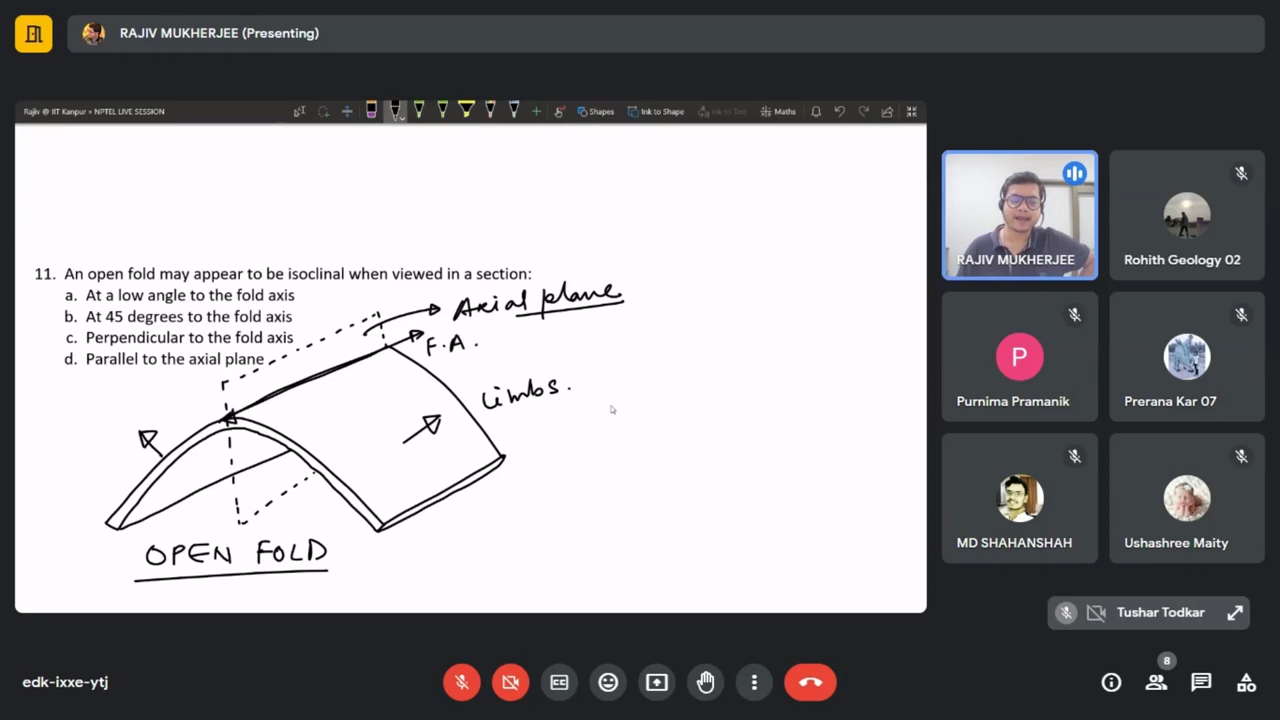 RAJIV MUKHERJEE (Presenting)
Rajiv @ IIT Kanpur » NPTEL LIVE SESSION
Shapes
Ink to Shape
Ink to Text
Maths
11. An open fold may appear to be isoclinal when viewed in a section:
a. At a low angle to the fold axis
b. At 45 degrees to the fold axis
c. Perpendicular to the fold axis
d. Parallel to the axial plane
Axial plane
F.A.
Limbs.
OPEN FOLD
RAJIV MUKHERJEE
Rohith Geology 02
P
Purnima Pramanik
Prerana Kar 07
MD SHAHANSHAH
Ushashree Maity
Tushar Todkar
edk-ixxe-ytj
CC
8